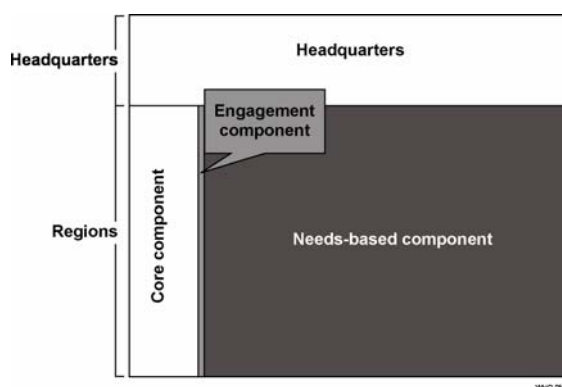 Headquarters
Headquarters
Engagement
component
Core component
Regions
Needs-based component